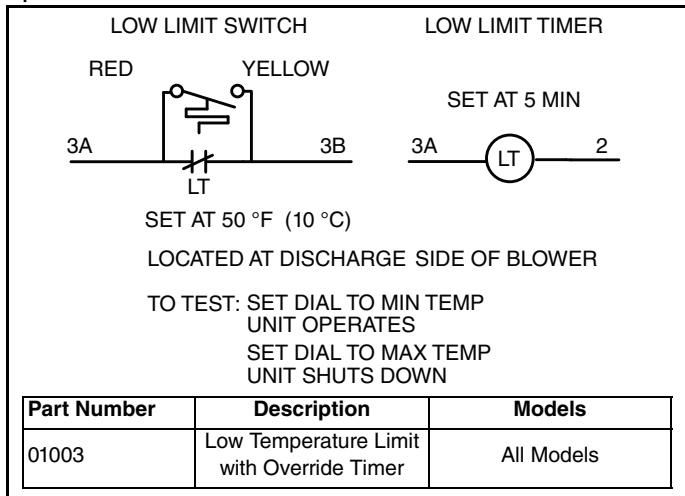 LOW LIMIT SWITCH LOW LIMIT TIMER
RED YELLOW
SET AT 5 MIN
3A 3B 3A LT 2
LT
SET AT 50 °F (10 °C)
LOCATED AT DISCHARGE SIDE OF BLOWER
TO TEST: SET DIAL TO MIN TEMP
UNIT OPERATES
SET DIAL TO MAX TEMP
UNIT SHUTS DOWN
Part Number Description Models
01003 Low Temperature Limit All Models
with Override Timer